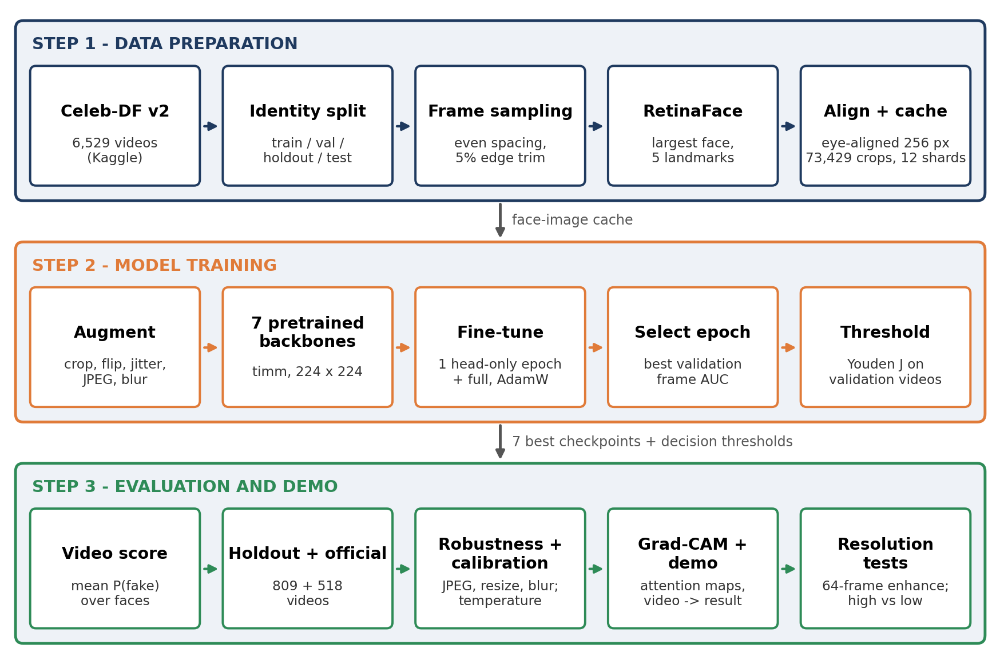 STEP 1 - DATA PREPARATION
Celeb-DF v2
6,529 videos
(Kaggle)
Identity split
train / val /
holdout / test
Frame sampling
even spacing,
5% edge trim
RetinaFace
largest face,
5 landmarks
Align + cache
eye-aligned 256 px
73,429 crops, 12 shards
face-image cache
STEP 2 - MODEL TRAINING
Augment
crop, flip, jitter,
JPEG, blur
7 pretrained
backbones
timm, 224 x 224
Fine-tune
1 head-only epoch
+ full, AdamW
Select epoch
best validation
frame AUC
Threshold
Youden J on
validation videos
7 best checkpoints + decision thresholds
STEP 3 - EVALUATION AND DEMO
Video score
mean P(fake)
over faces
Holdout + official
809 + 518
videos
Robustness +
calibration
JPEG, resize, blur;
temperature
Grad-CAM +
demo
attention maps,
video -> result
Resolution
tests
64-frame enhance;
high vs low